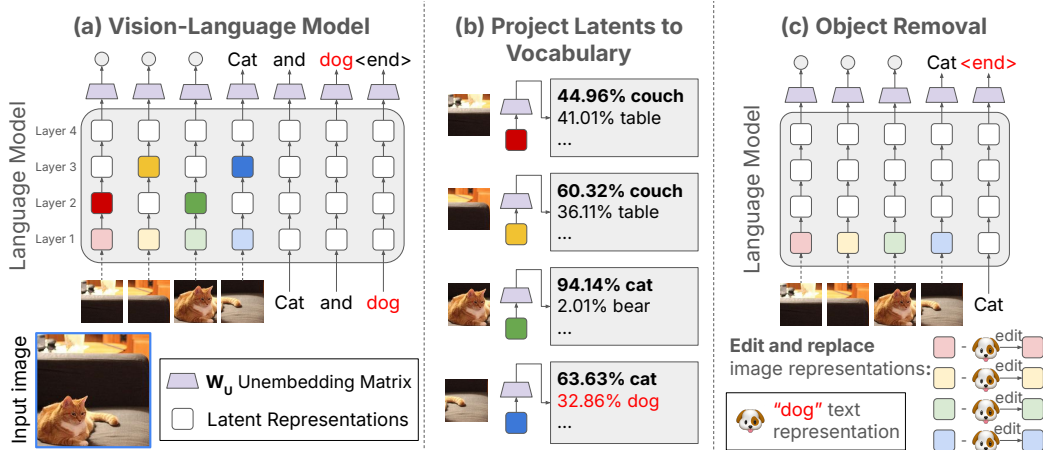 (a) Vision-Language Model
Cat and dog <end>
Language Model
Layer 4
Layer 3
Layer 2
Layer 1
Cat and dog
Input image
W_U Unembedding Matrix
Latent Representations
(b) Project Latents to
Vocabulary
44.96% couch
41.01% table
...
60.32% couch
36.11% table
...
94.14% cat
2.01% bear
...
63.63% cat
32.86% dog
...
(c) Object Removal
Cat <end>
Language Model
Cat
Edit and replace
image representations:
- edit
- edit
- edit
- edit
“dog” text
representation